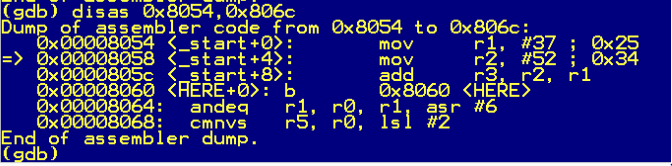 (gdb) disas 0x8054,0x806c
Dump of assembler code from 0x8054 to 0x806c:
   0x00008054 <_start+0>:	mov	r1, #37	; 0x25
=> 0x00008058 <_start+4>:	mov	r2, #52	; 0x34
   0x0000805c <_start+8>:	add	r3, r2, r1
   0x00008060 <HERE+0>:	b	0x8060 <HERE>
   0x00008064:	andeq	r1, r0, r1, asr #6
   0x00008068:	cmnvs	r5, r0, lsl #2
End of assembler dump.
(gdb)